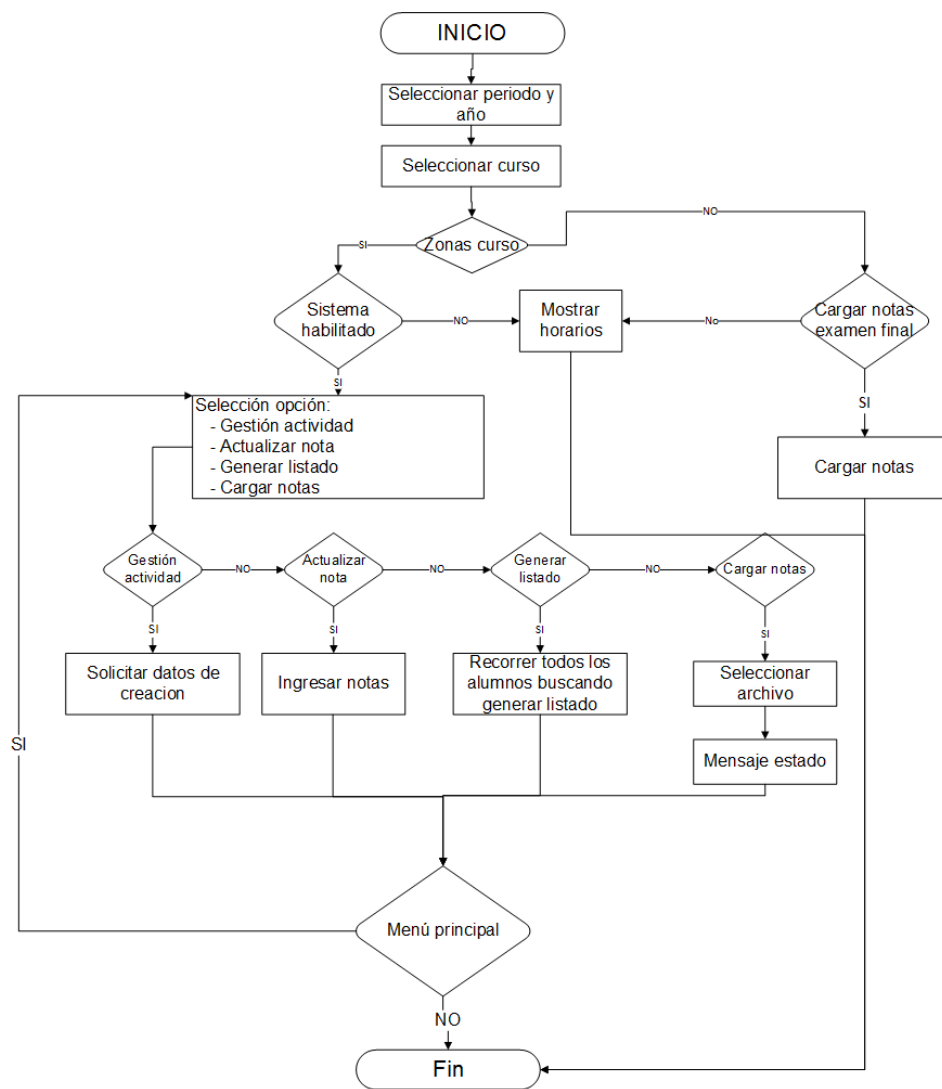 INICIO
Seleccionar periodo y
año
Seleccionar curso
NO
SI
Zonas curso
Sistema
habilitado
NO
Mostrar
horarios
No
Cargar notas
examen final
SI
SI
Selección opción:
- Gestión actividad
- Actualizar nota
- Generar listado
- Cargar notas
Cargar notas
Gestión
actividad
NO
Actualizar
nota
NO
Generar
listado
NO
Cargar notas
SI
SI
SI
SI
Solicitar datos de
creacion
Ingresar notas
Recorrer todos los
alumnos buscando
generar listado
Seleccionar
archivo
SI
Mensaje estado
Menú principal
NO
Fin